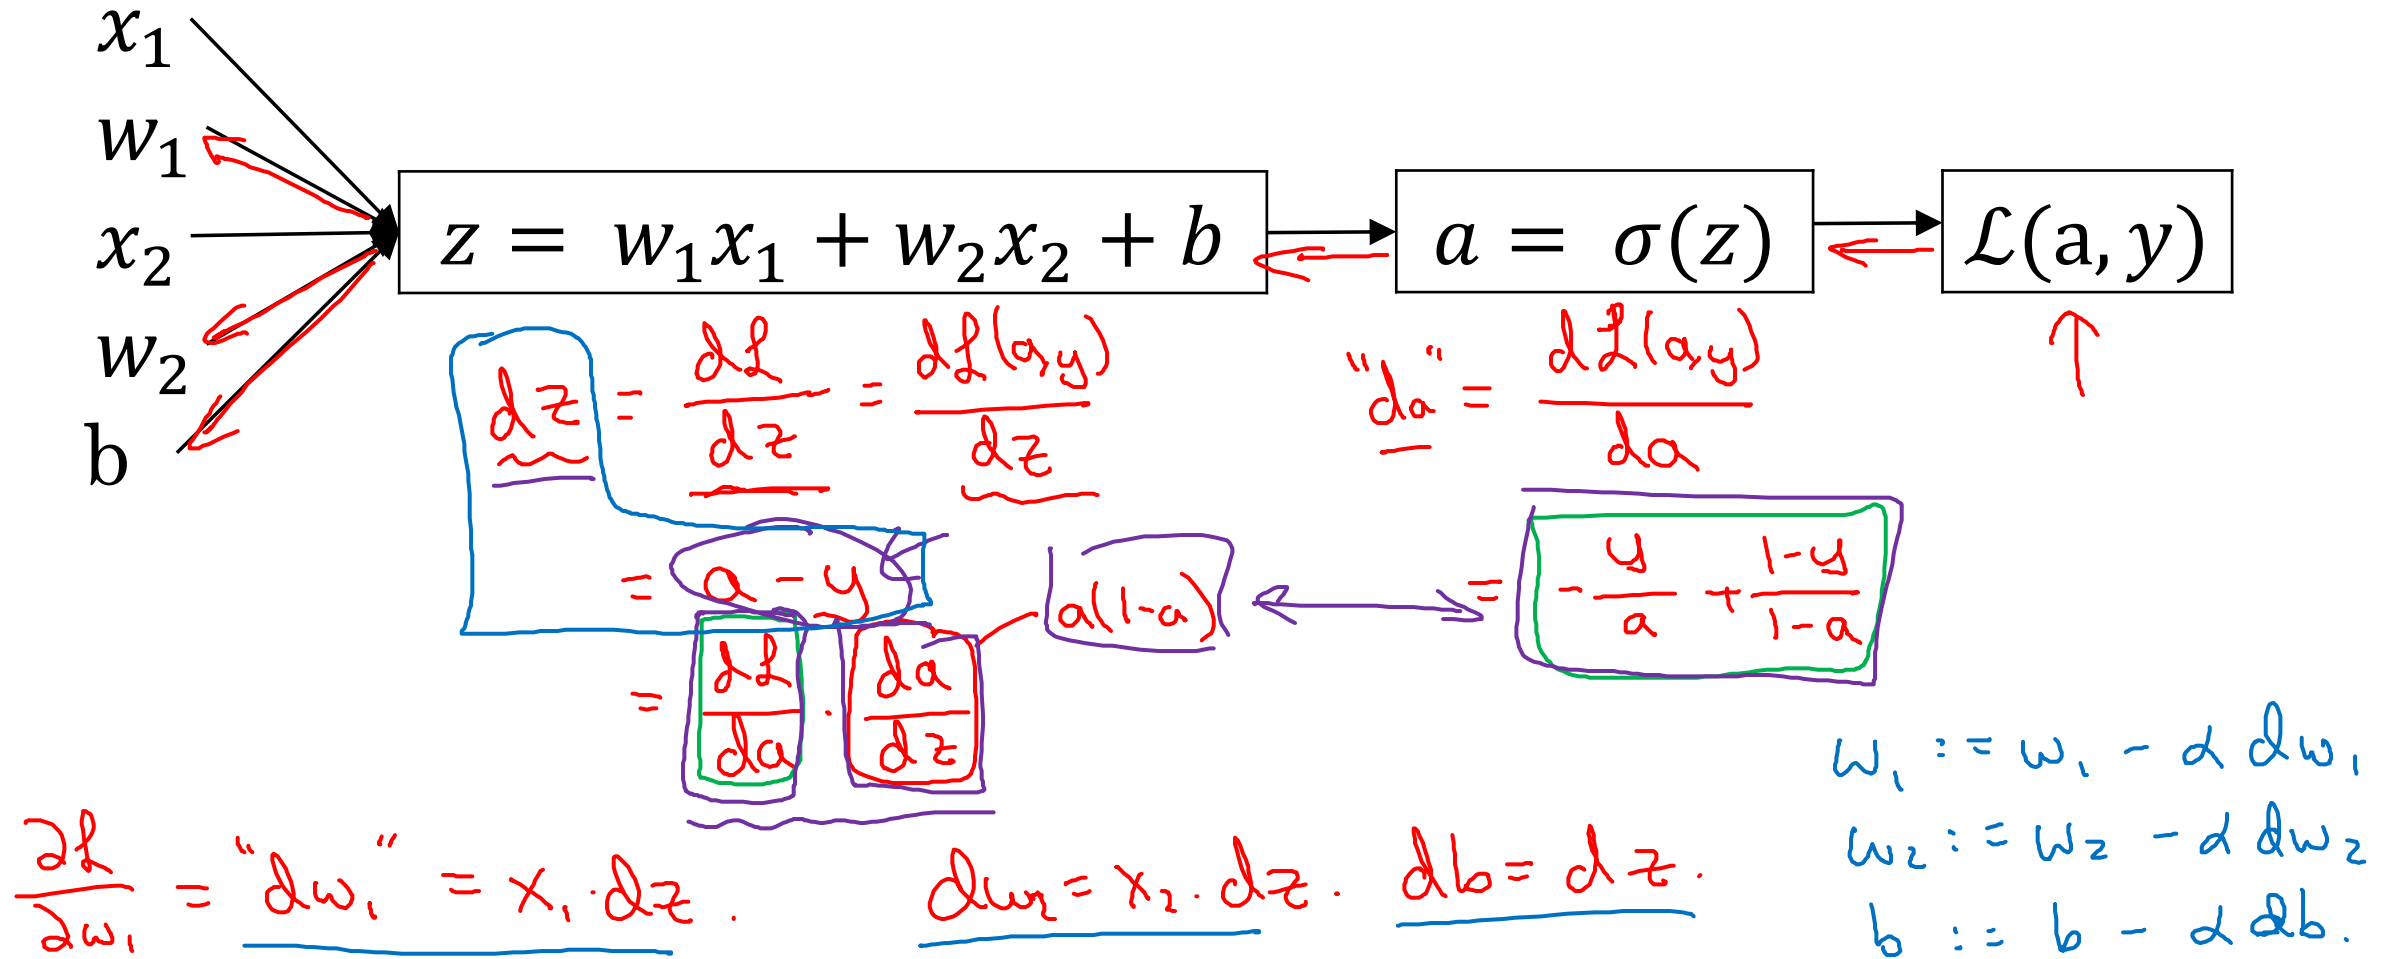 x₁
w₁
x₂
w₂
b
z = w₁x₁ + w₂x₂ + b
a = σ(z)
ℒ(a, y)
dz = dℒ/dz = dℒ(a,y)/dz
"da" = dℒ(a,y)/da
= a - y
a(1-a)
= - y/a + (1-y)/(1-a)
= dℒ/da · da/dz
∂ℒ/∂w₁ = "dw₁" = x₁·dz.
dw₂ = x₂·dz.
db = dz.
w₁ := w₁ - α dw₁
w₂ := w₂ - α dw₂
b := b - α db.